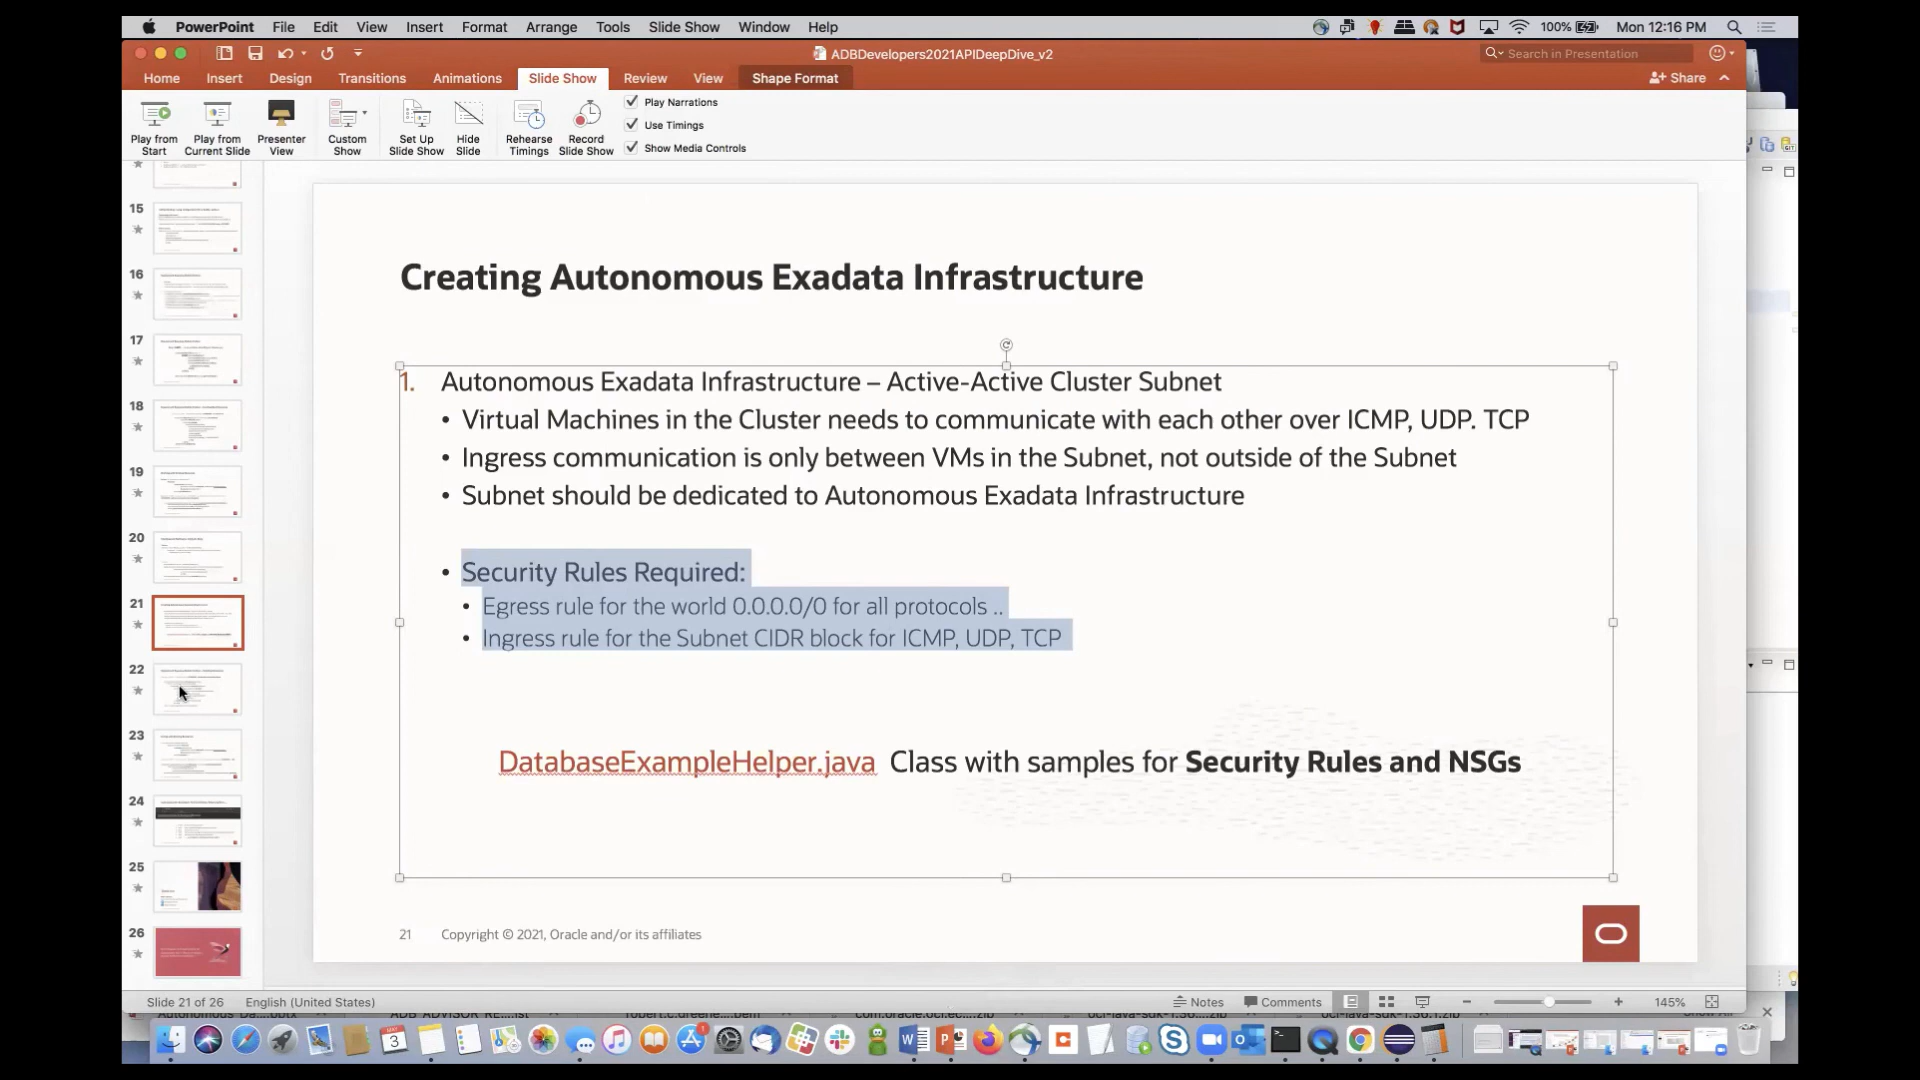 PowerPoint File Edit View Insert Format Arrange Tools Slide Show Window Help 100% Mon 12:16 PM
ADBDevelopers2021APIDeepDive_v2
Search in Presentation
Home Insert Design Transitions Animations Slide Show Review View Shape Format Share
Play from Start
Play from Current Slide
Presenter View
Custom Show
Set Up Slide Show
Hide Slide
Rehearse Timings
Record Slide Show
Play Narrations
Use Timings
Show Media Controls
15
16
17
18
19
20
21
22
23
24
25
26
Creating Autonomous Exadata Infrastructure
1. Autonomous Exadata Infrastructure – Active-Active Cluster Subnet
• Virtual Machines in the Cluster needs to communicate with each other over ICMP, UDP. TCP
• Ingress communication is only between VMs in the Subnet, not outside of the Subnet
• Subnet should be dedicated to Autonomous Exadata Infrastructure
• Security Rules Required:
• Egress rule for the world 0.0.0.0/0 for all protocols ..
• Ingress rule for the Subnet CIDR block for ICMP, UDP, TCP
DatabaseExampleHelper.java Class with samples for Security Rules and NSGs
21 Copyright © 2021, Oracle and/or its affiliates
Slide 21 of 26 English (United States) Notes Comments 145%